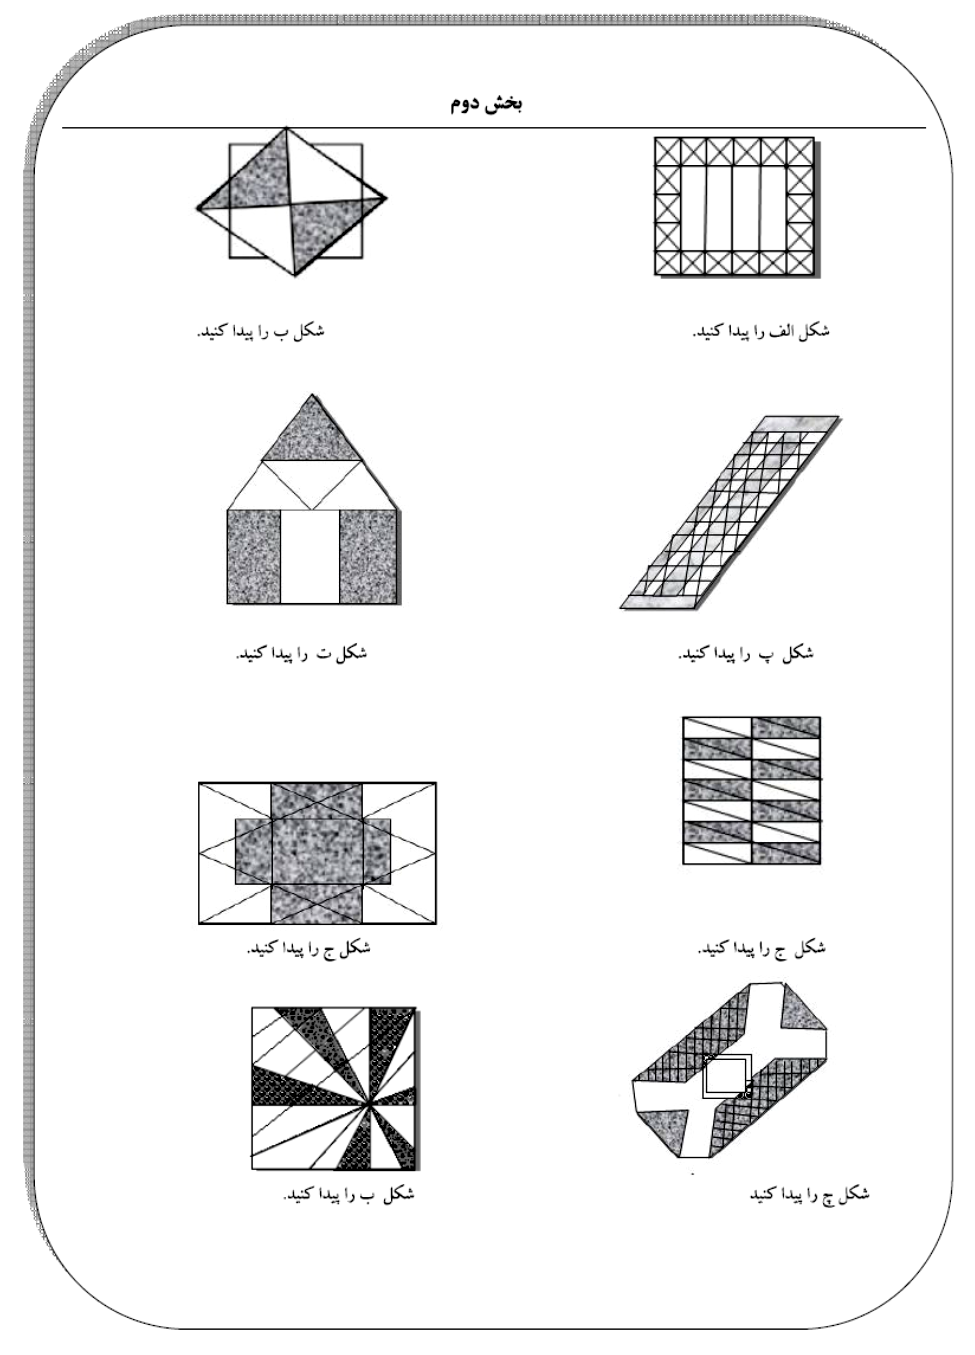 بخش دوم
شکل الف را پیدا کنید.
شکل ب را پیدا کنید.
شکل پ را پیدا کنید.
شکل ت را پیدا کنید.
شکل ج را پیدا کنید.
شکل ج را پیدا کنید.
شکل چ را پیدا کنید
شکل ب را پیدا کنید.